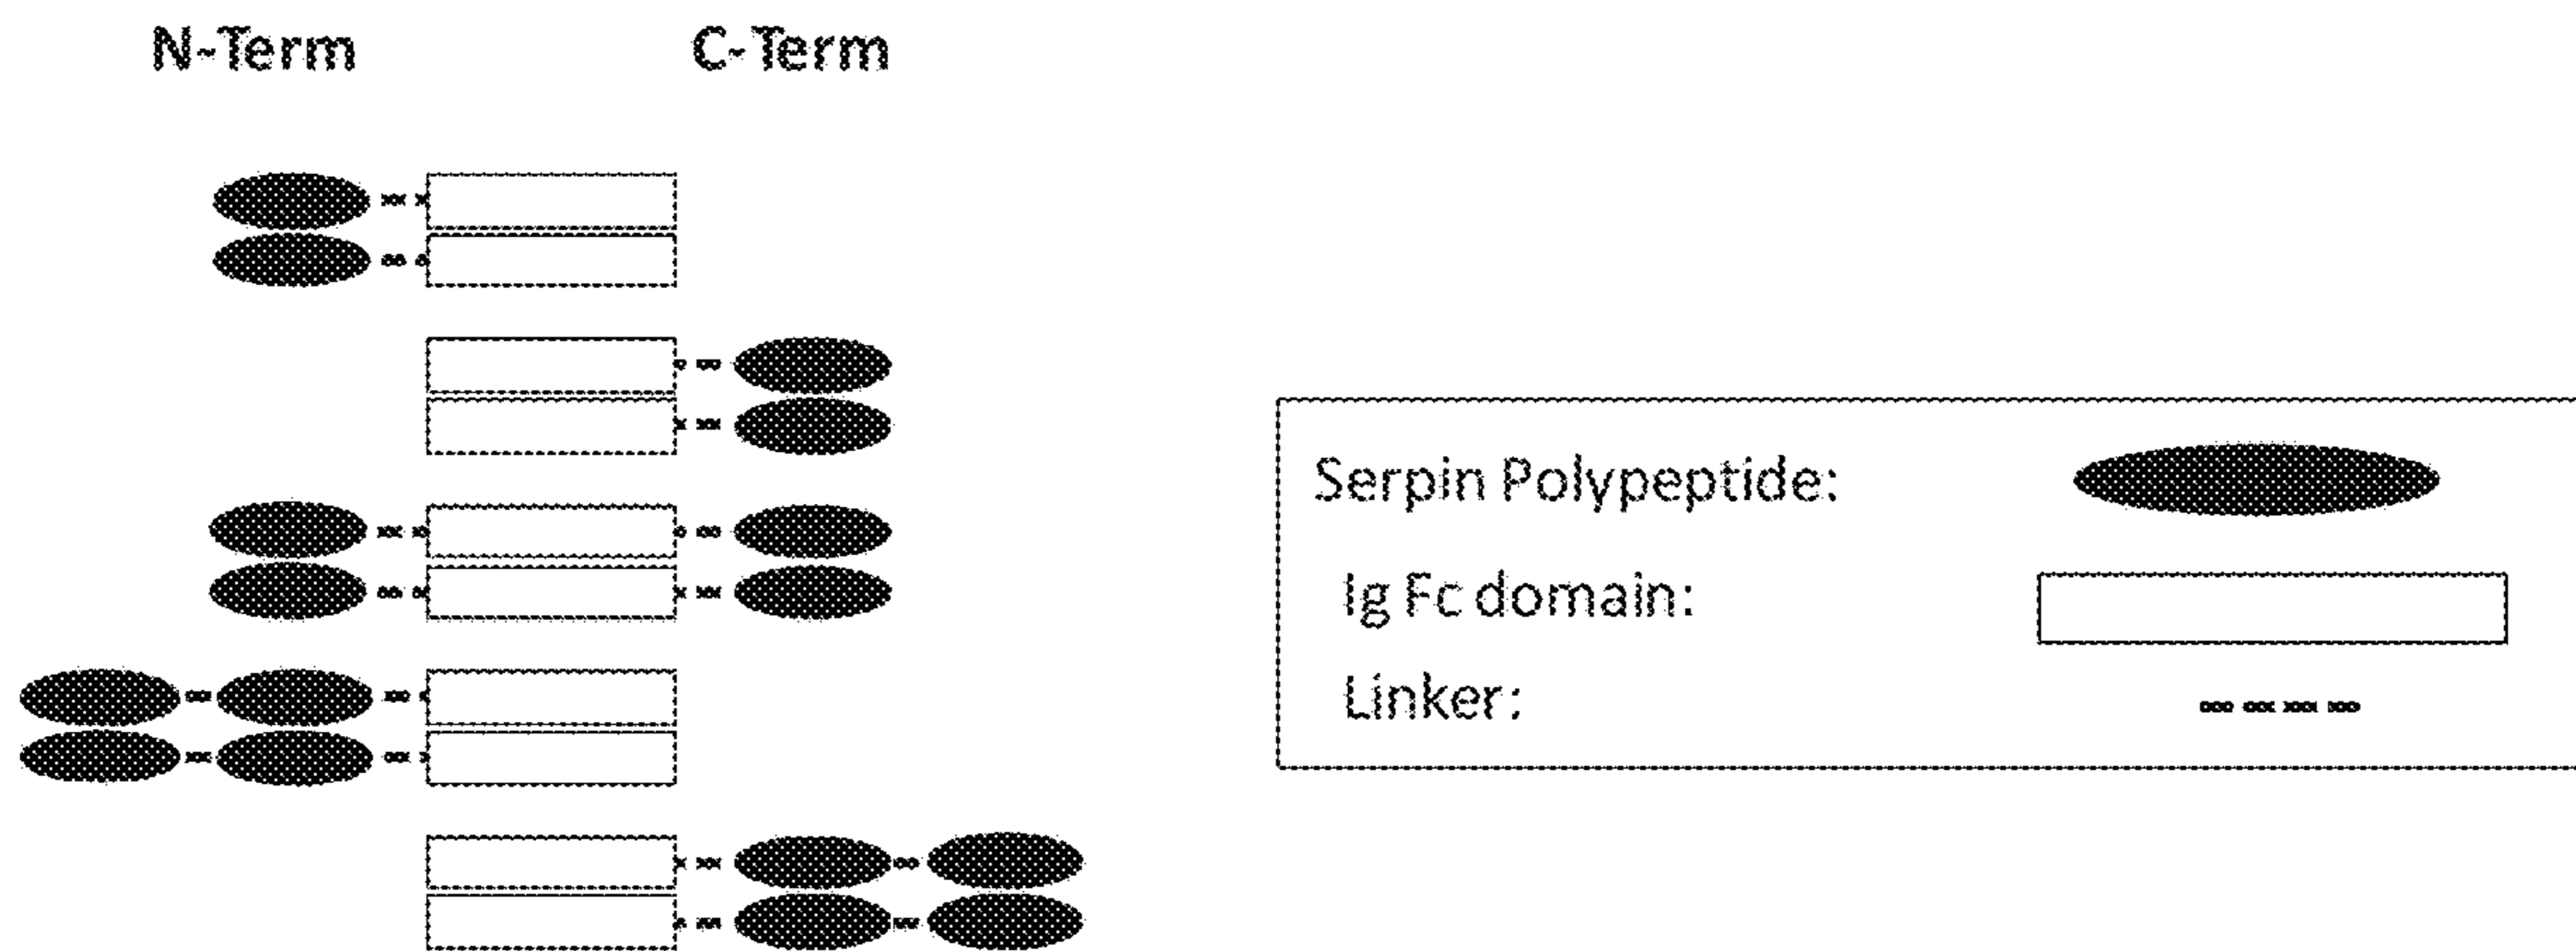 N-Term C-Term
Serpin Polypeptide:
Ig Fc domain:
Linker: